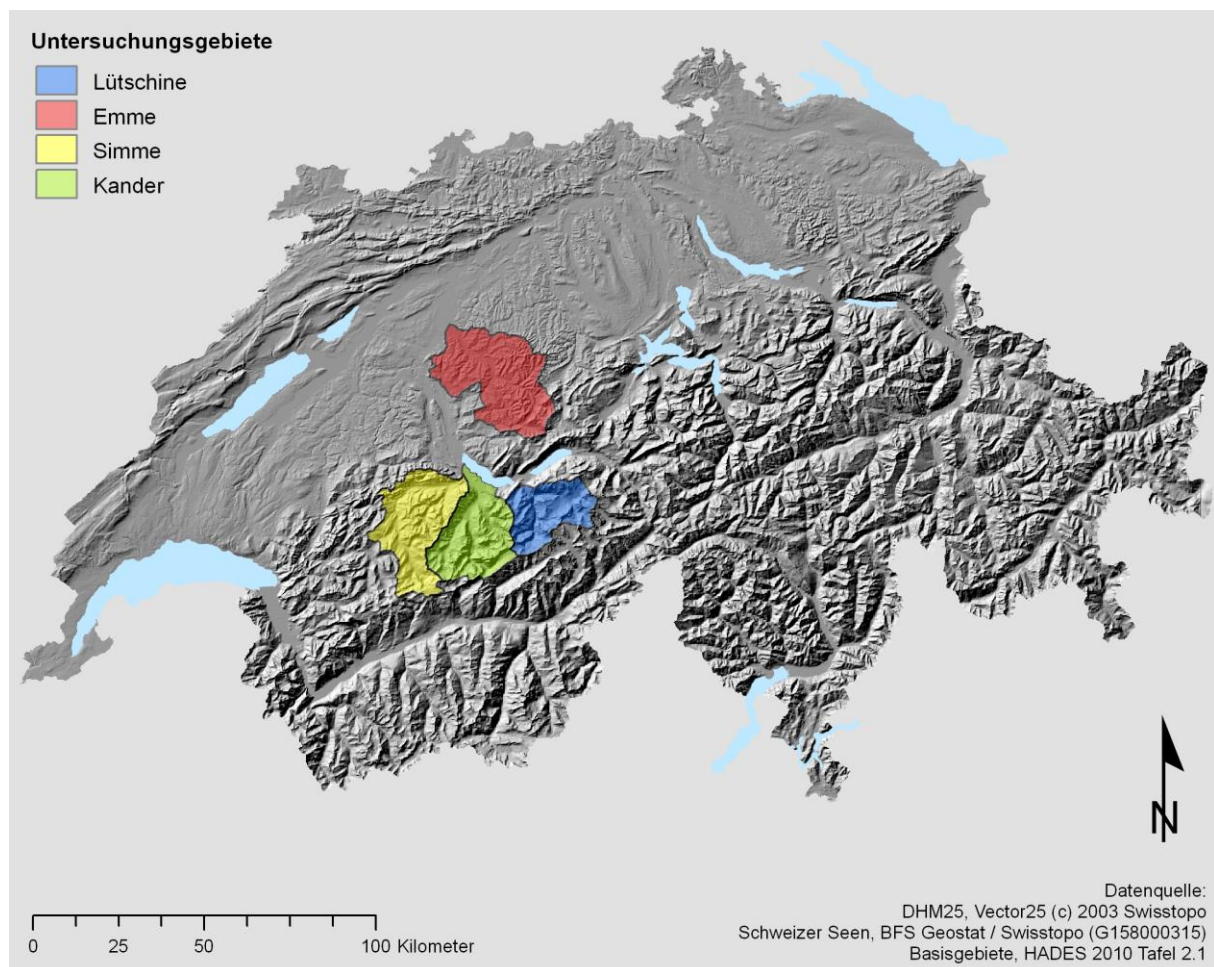 Untersuchungsgebiete
Lütschine
Emme
Simme
Kander
N
0 25 50 100 Kilometer
Datenquelle:
DHM25, Vector25 (c) 2003 Swisstopo
Schweizer Seen, BFS Geostat / Swisstopo (G158000315)
Basisgebiete, HADES 2010 Tafel 2.1